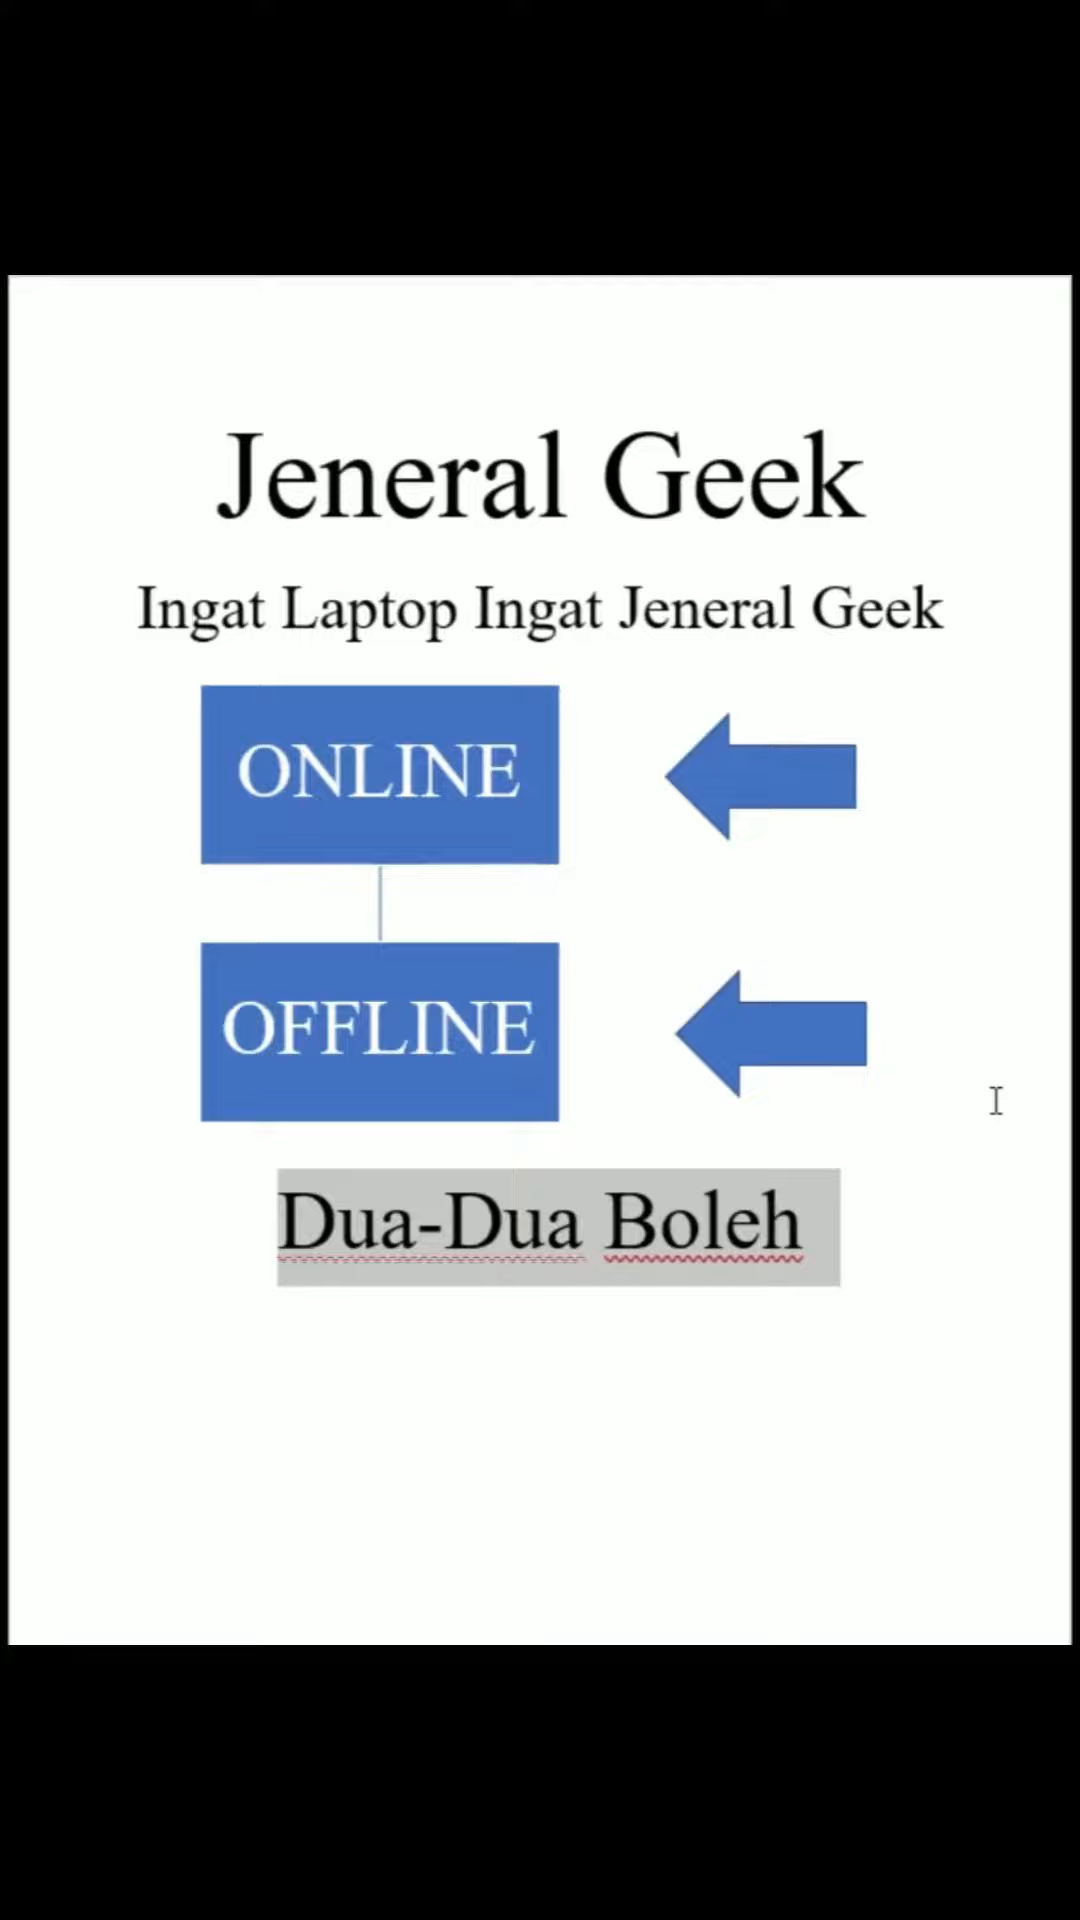 Jeneral Geek
Ingat Laptop Ingat Jeneral Geek
ONLINE
OFFLINE
Dua-Dua Boleh